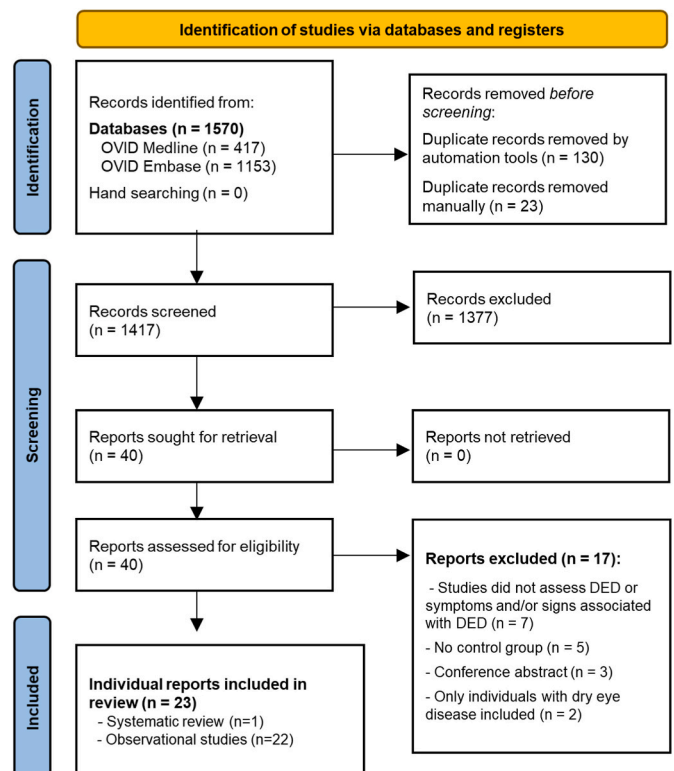 Identification of studies via databases and registers
Identification
Records identified from:
Databases (n = 1570)
OVID Medline (n = 417)
OVID Embase (n = 1153)
Hand searching (n = 0)
Records removed before
screening:
Duplicate records removed by
automation tools (n = 130)
Duplicate records removed
manually (n = 23)
Screening
Records screened
(n = 1417)
Records excluded
(n = 1377)
Reports sought for retrieval
(n = 40)
Reports not retrieved
(n = 0)
Reports assessed for eligibility
(n = 40)
Reports excluded (n = 17):
- Studies did not assess DED or
symptoms and/or signs associated
with DED (n = 7)
- No control group (n = 5)
- Conference abstract (n = 3)
- Only individuals with dry eye
disease included (n = 2)
Included
Individual reports included in
review (n = 23)
- Systematic review (n=1)
- Observational studies (n=22)